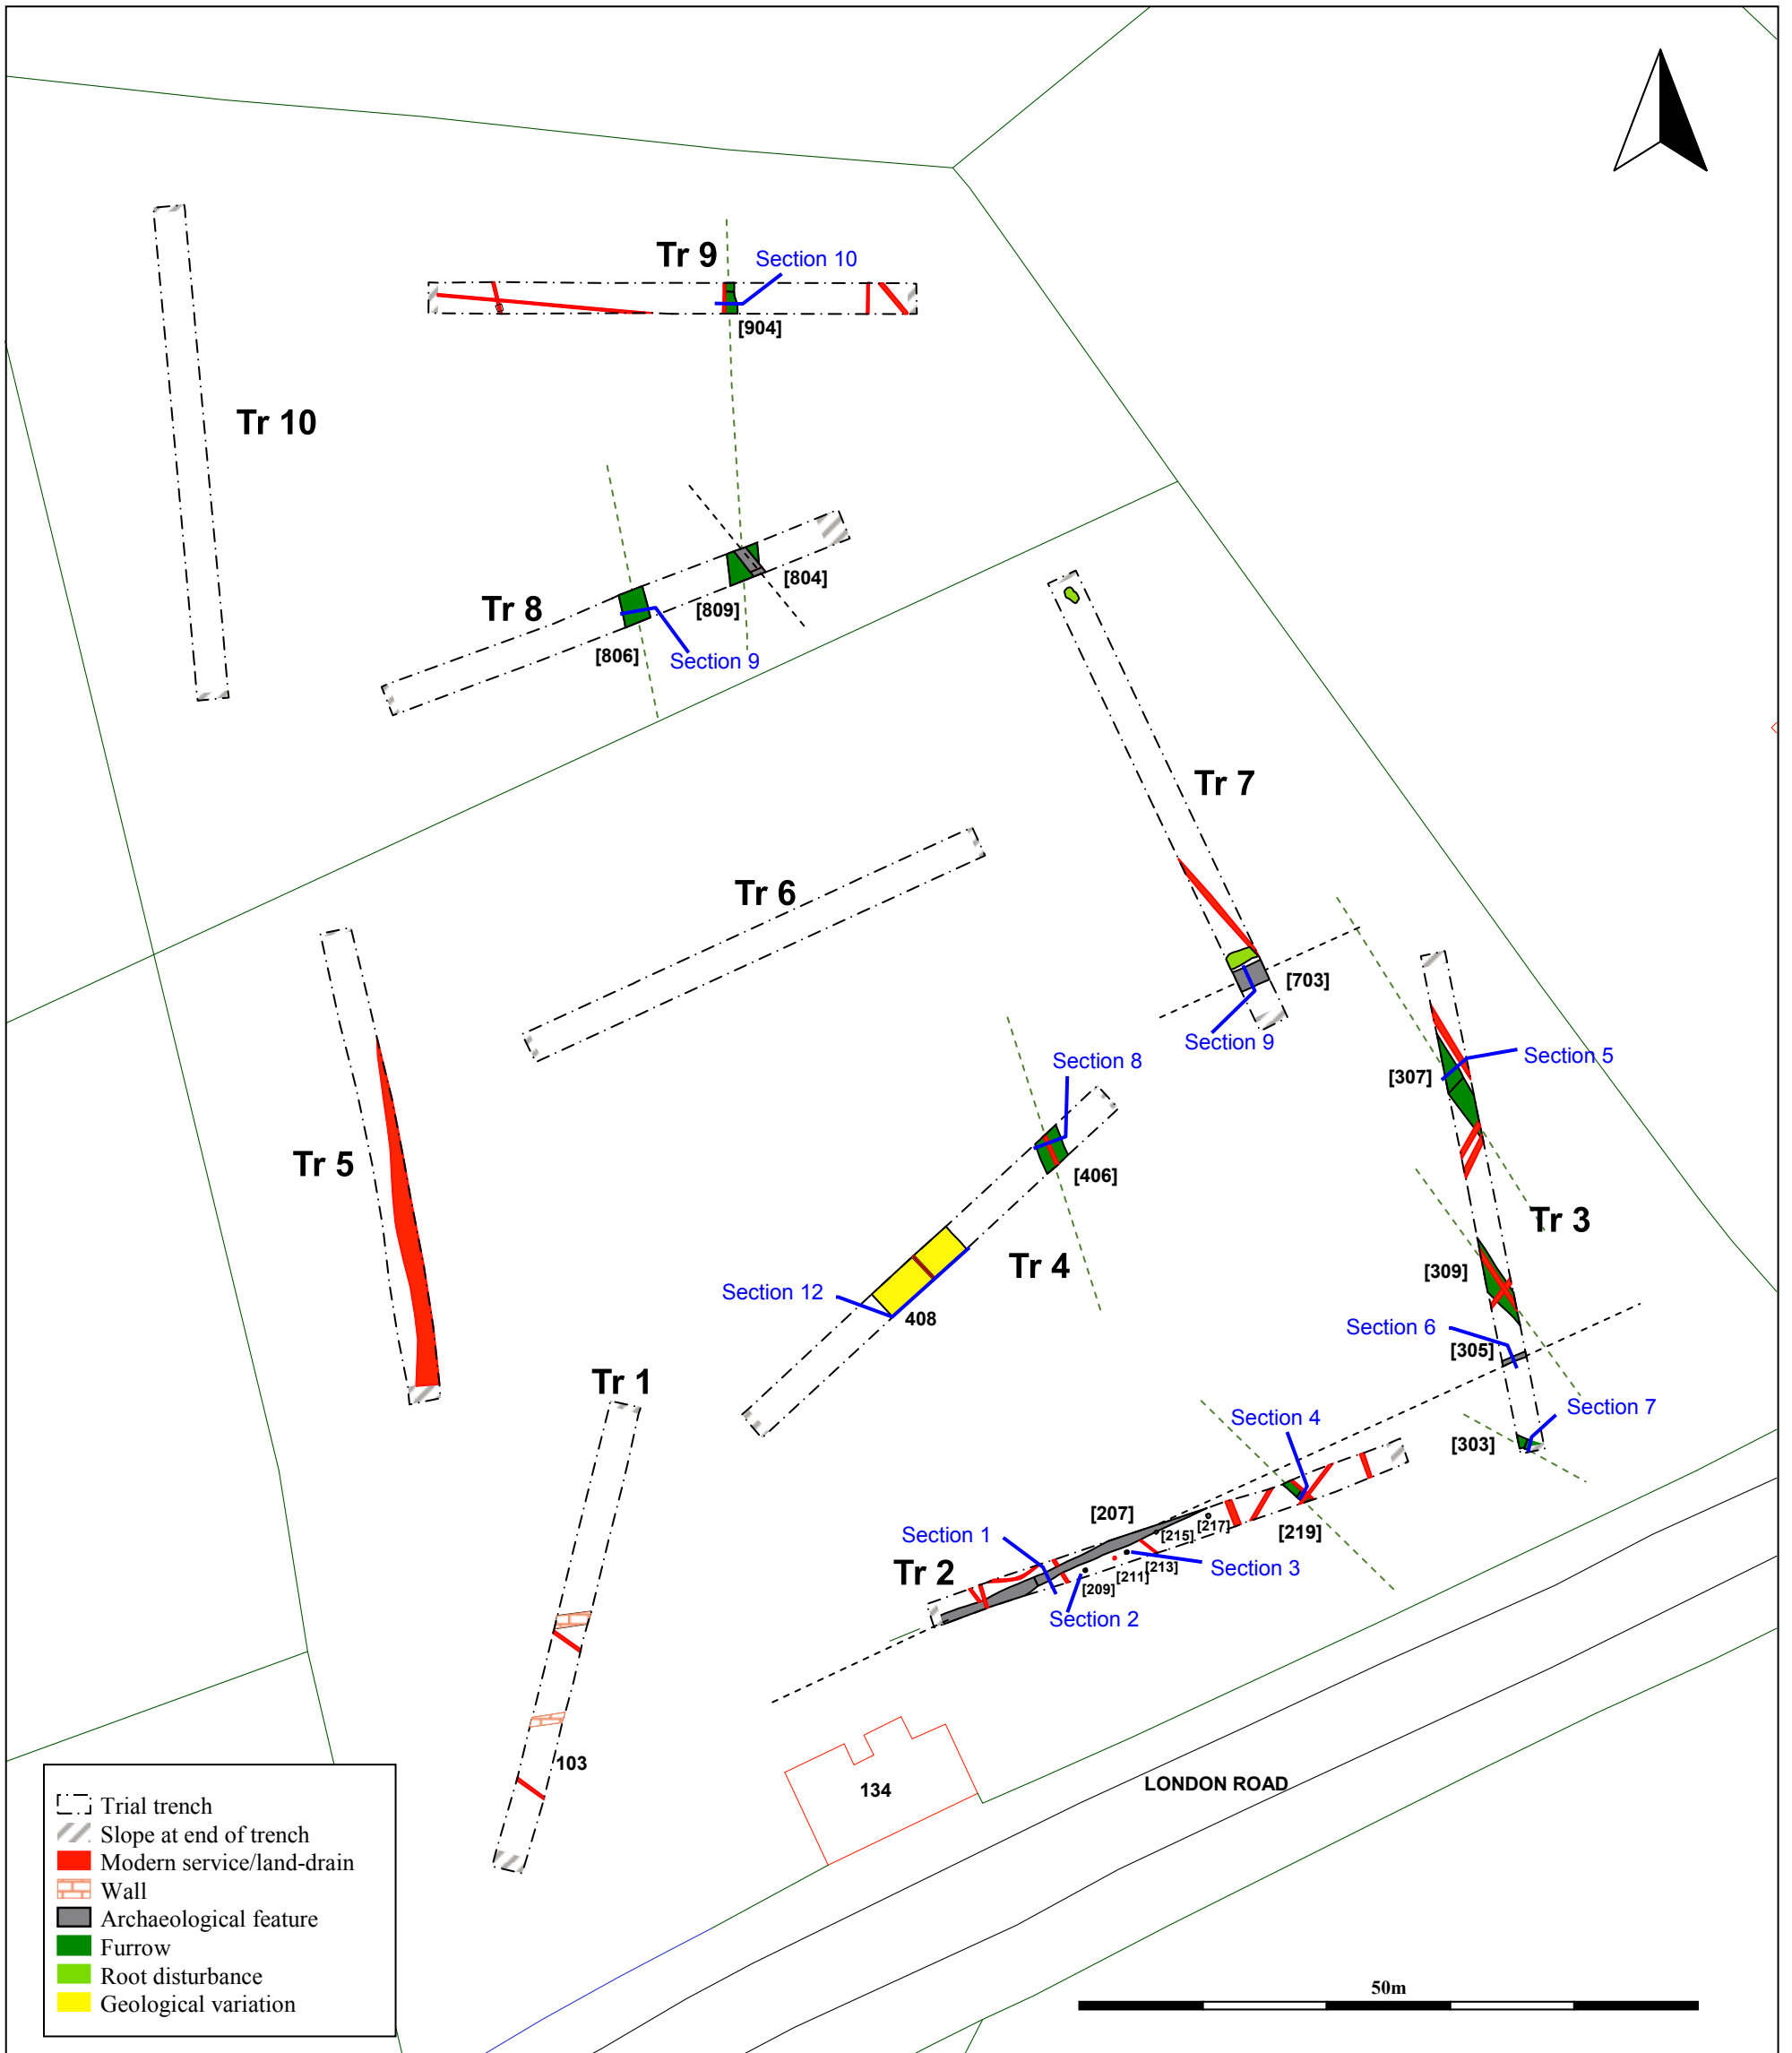 Tr 9
Section 10
[904]
Tr 10
[804]
Tr 8
[809]
[806]
Section 9
Tr 7
Tr 6
[703]
Section 9
Section 8
[307]
Section 5
Tr 5
[406]
Tr 3
Tr 4
[309]
Section 12
408
Section 6
[305]
Tr 1
Section 4
Section 7
[303]
[207]
[217]
[215]
[219]
Section 1
Tr 2
[213]
Section 3
[211]
[209]
Section 2
103
134
LONDON ROAD
Trial trench
Slope at end of trench
Modern service/land-drain
Wall
Archaeological feature
Furrow
Root disturbance
Geological variation
50m